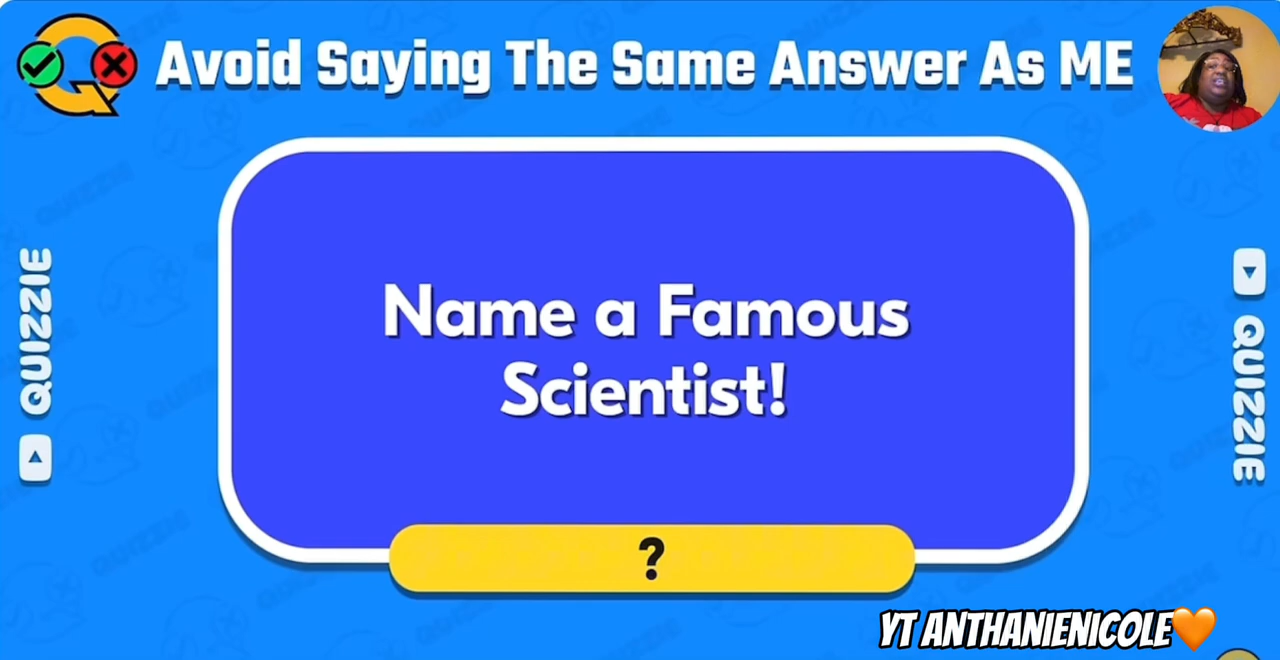 Avoid Saying The Same Answer As ME
QUIZZIE
Name a Famous
Scientist!
QUIZZIE
?
YT ANTHANIENICOLE🧡